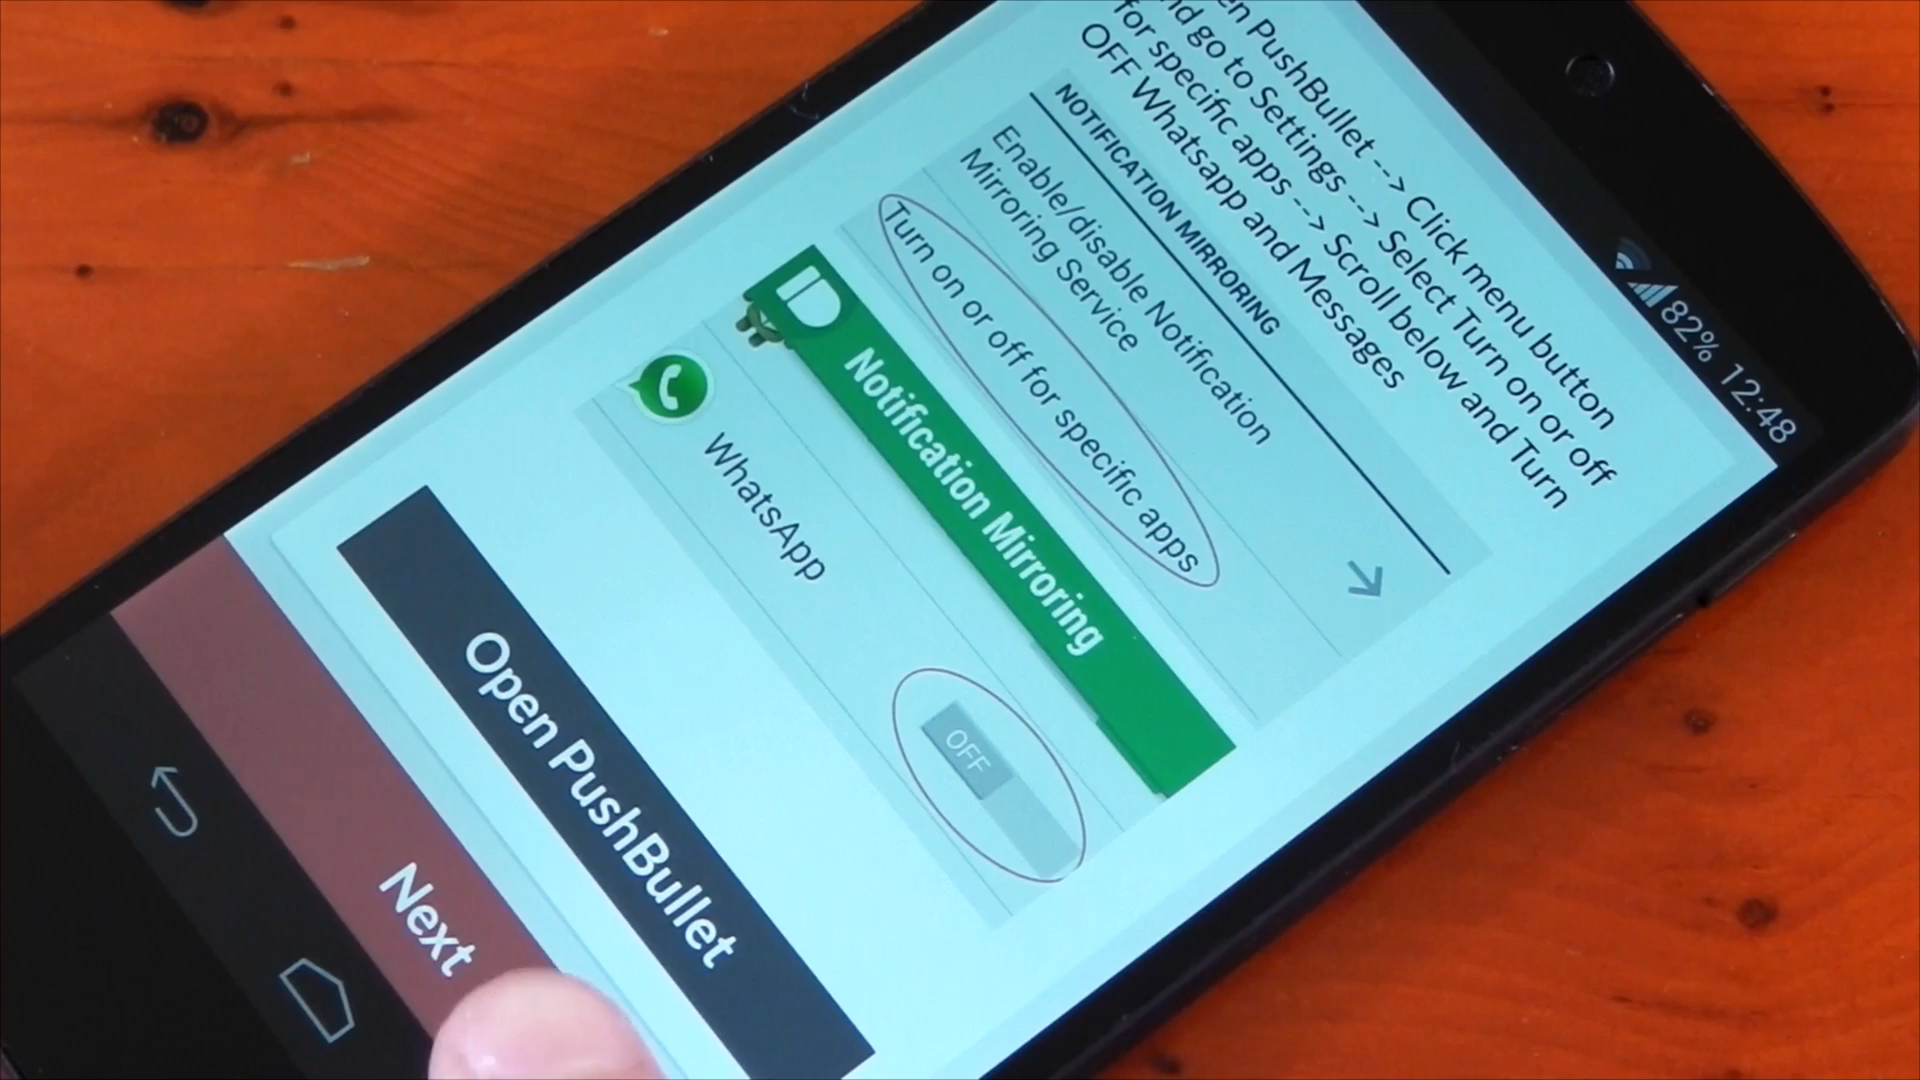 82% 12:48
PushBullet --> Click menu button
go to Settings --> Select Turn on or off
for specific apps --> Scroll below and Turn
OFF Whatsapp and Messages
NOTIFICATION MIRRORING
Enable/disable Notification
Mirroring Service
Turn on or off for specific apps
Notification Mirroring
WhatsApp
OFF
Open PushBullet
Next